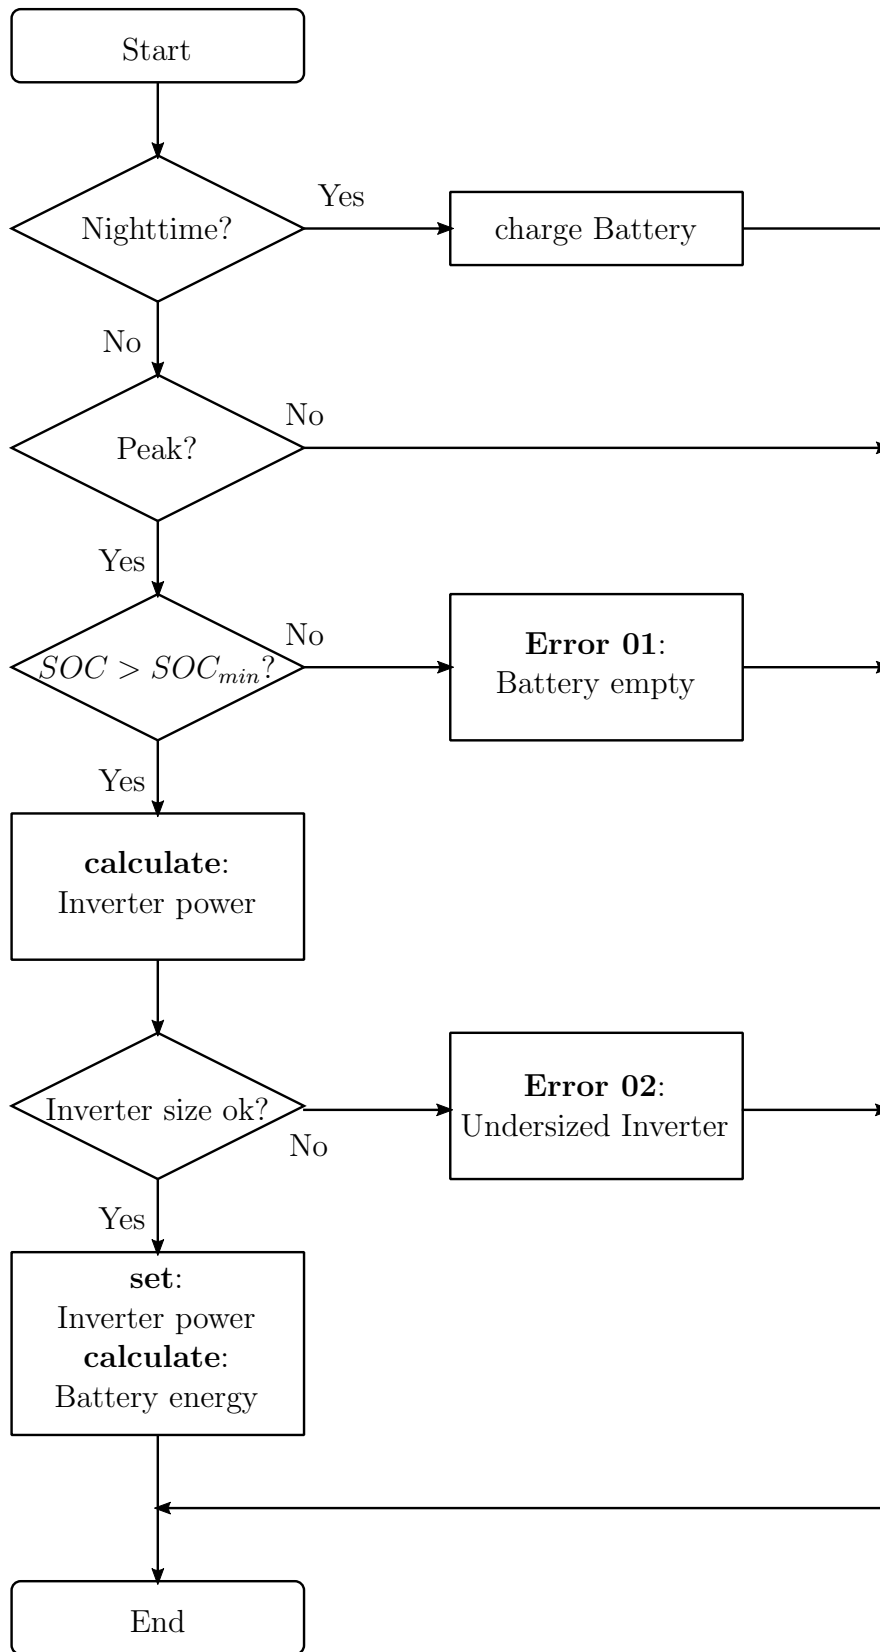 Start
Nighttime?
Yes
charge Battery
No
Peak?
No
Yes
SOC > SOC_min?
No
Error 01:
Battery empty
Yes
calculate:
Inverter power
Inverter size ok?
No
Error 02:
Undersized Inverter
Yes
set:
Inverter power
calculate:
Battery energy
End